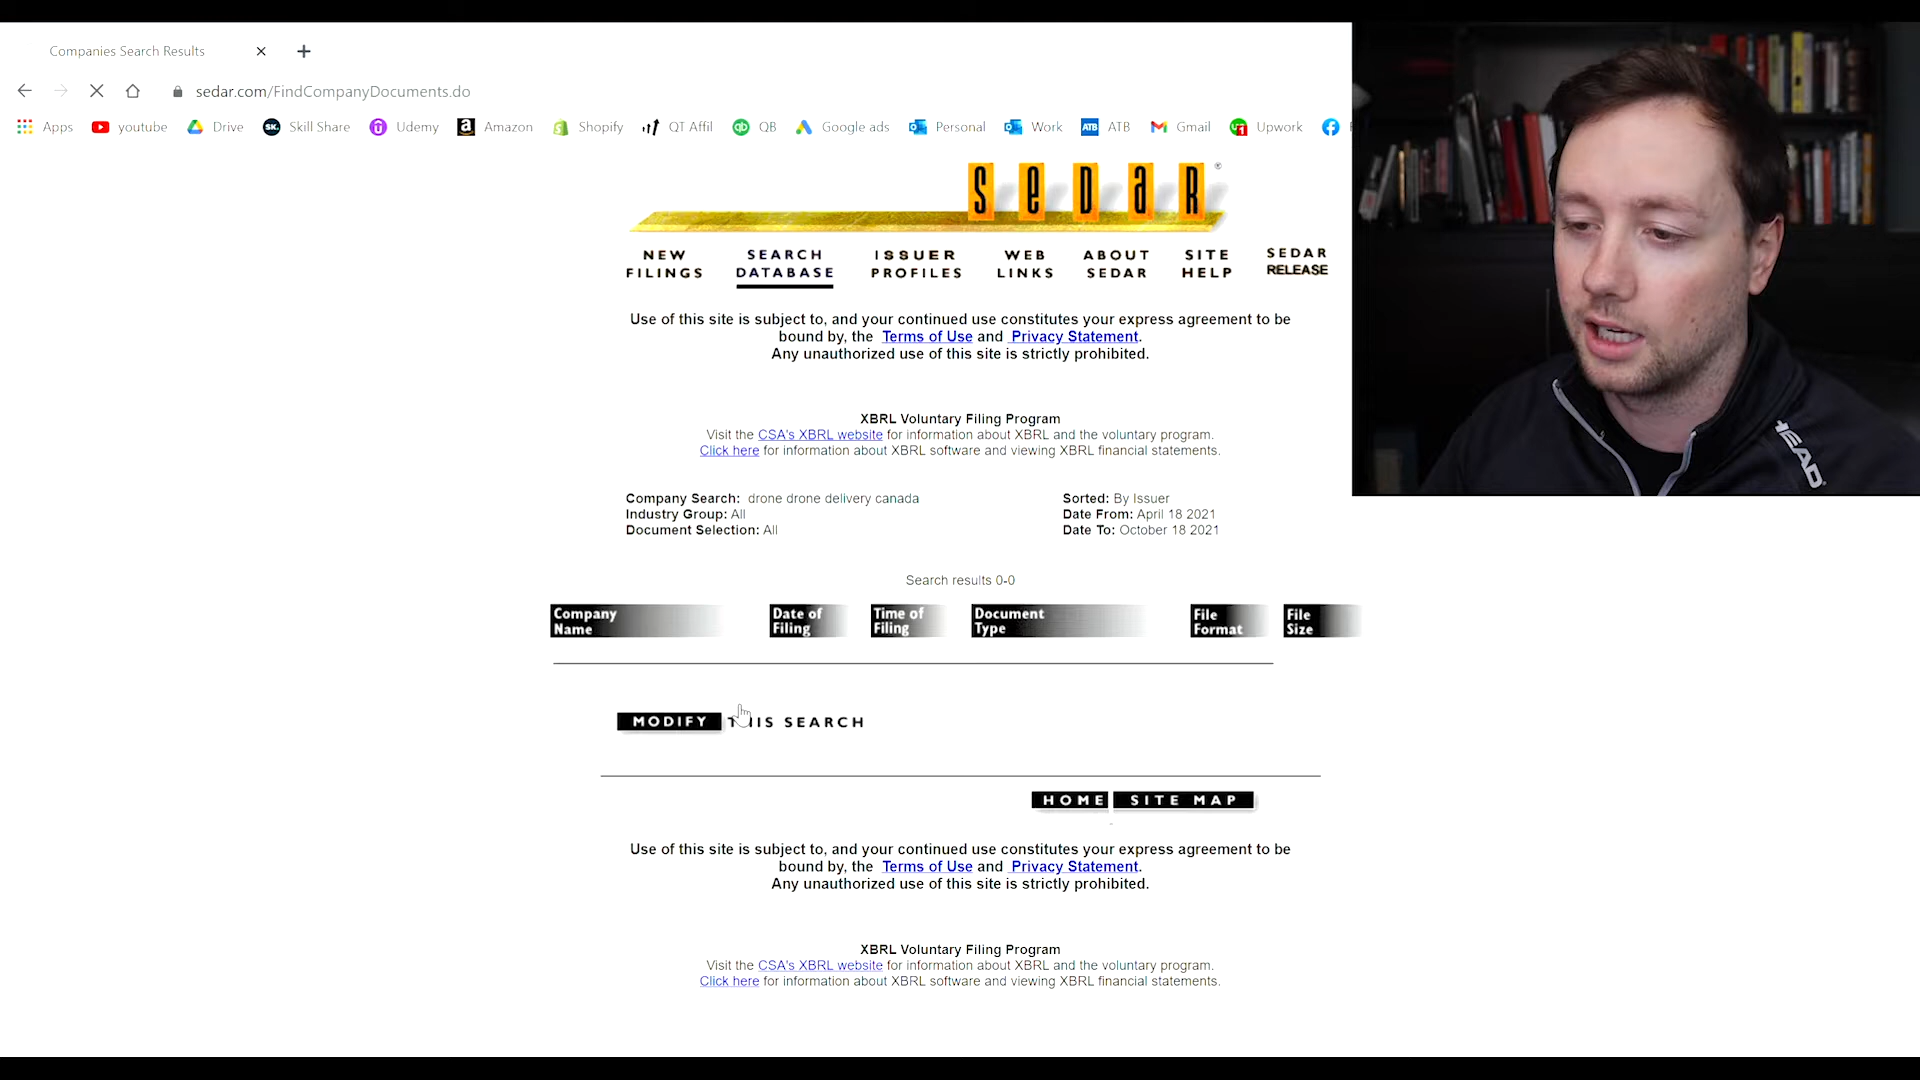 Companies Search Results
sedar.com/FindCompanyDocuments.do
Apps youtube Drive SK. Skill Share Udemy a Amazon Shopify QT Affil qb QB Google ads Personal Work ATB ATB Gmail Upwork
SEDAR®
NEW FILINGS
SEARCH DATABASE
ISSUER PROFILES
WEB LINKS
ABOUT SEDAR
SITE HELP
SEDAR RELEASE
Use of this site is subject to, and your continued use constitutes your express agreement to be
bound by, the Terms of Use and Privacy Statement.
Any unauthorized use of this site is strictly prohibited.
XBRL Voluntary Filing Program
Visit the CSA's XBRL website for information about XBRL and the voluntary program.
Click here for information about XBRL software and viewing XBRL financial statements.
Company Search: drone drone delivery canada
Industry Group: All
Document Selection: All
Sorted: By Issuer
Date From: April 18 2021
Date To: October 18 2021
Search results 0-0
Company Name
Date of Filing
Time of Filing
Document Type
File Format
File Size
MODIFY THIS SEARCH
HOME SITE MAP
Use of this site is subject to, and your continued use constitutes your express agreement to be
bound by, the Terms of Use and Privacy Statement.
Any unauthorized use of this site is strictly prohibited.
XBRL Voluntary Filing Program
Visit the CSA's XBRL website for information about XBRL and the voluntary program.
Click here for information about XBRL software and viewing XBRL financial statements.
HEAD